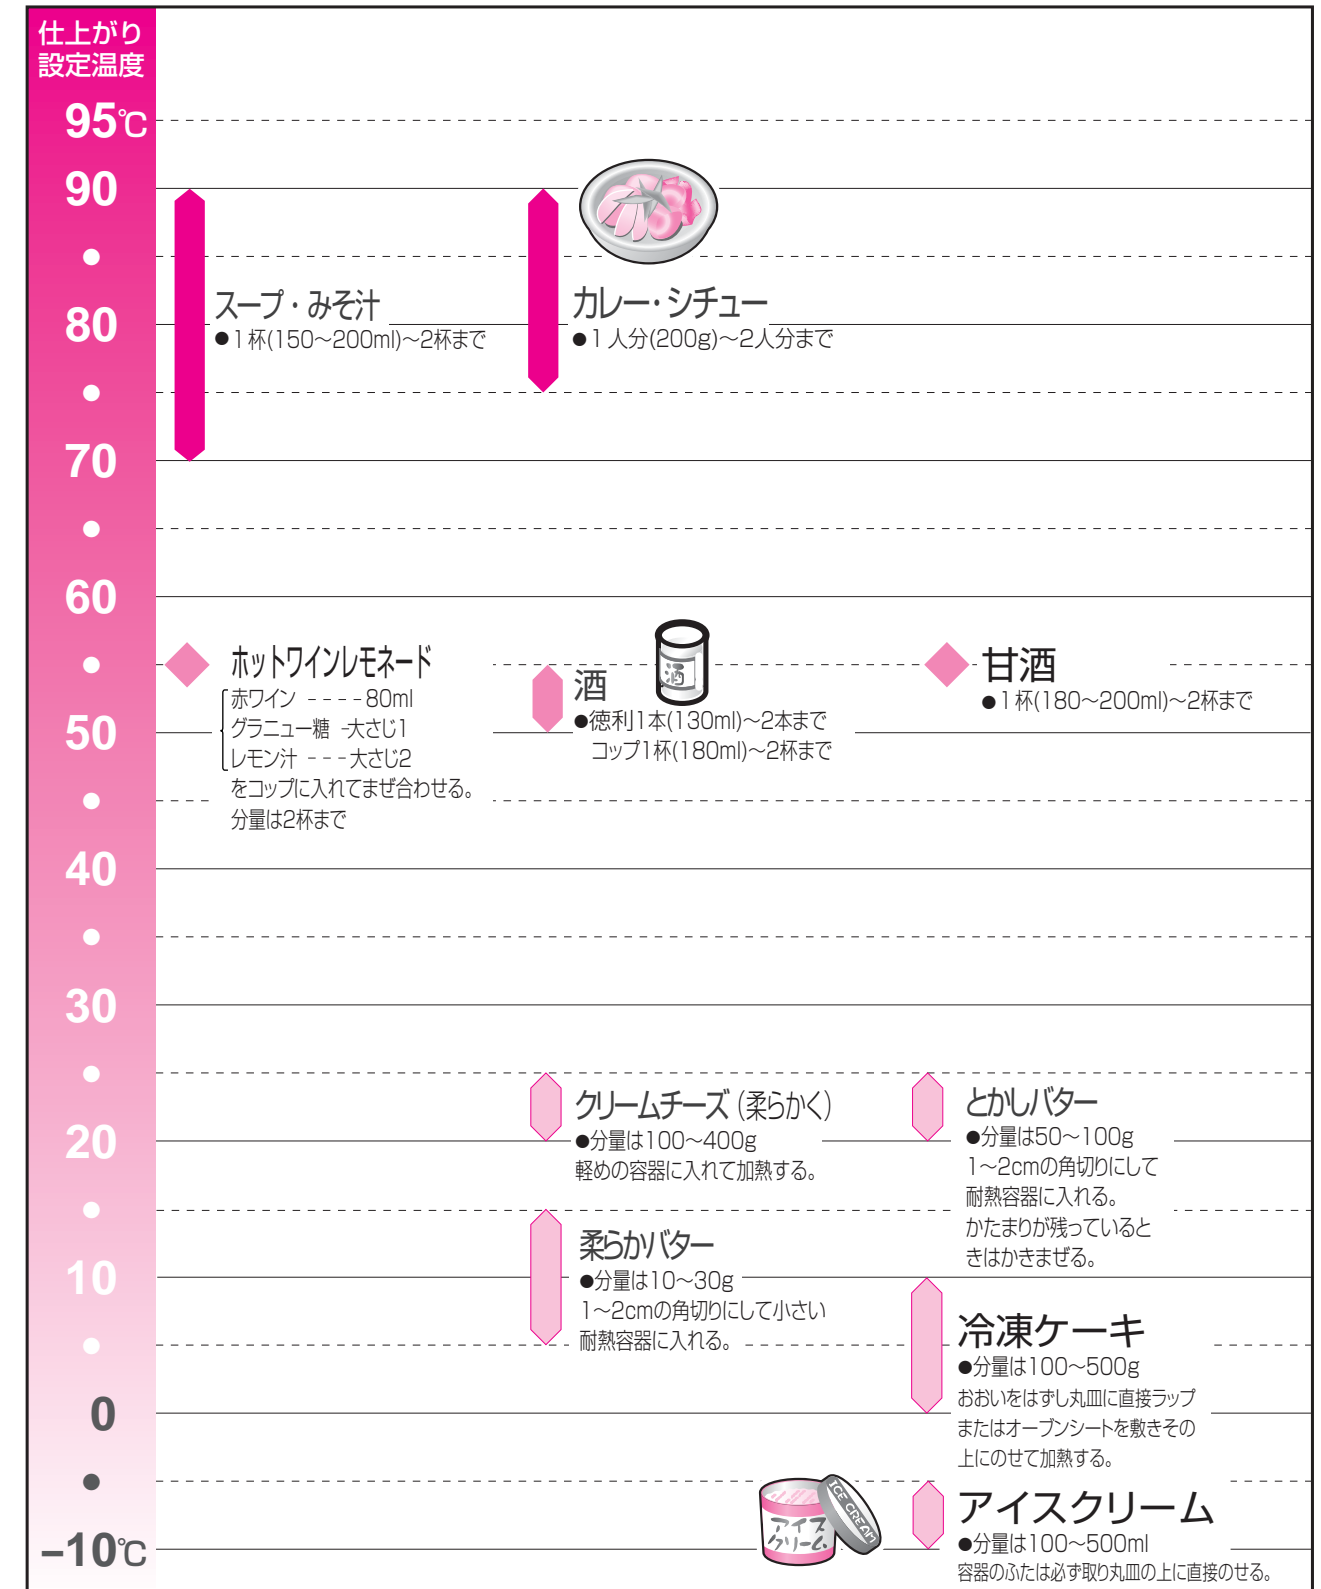 仕上がり
設定温度
95℃
90
80
70
60
50
40
30
20
10
0
−10℃
スープ・みそ汁
●1杯(150～200ml)～2杯まで
カレー・シチュー
●1人分(200g)～2人分まで
ホットワインレモネード
赤ワイン ----80ml
グラニュー糖 -大さじ1
レモン汁 ---大さじ2
をコップに入れてまぜ合わせる。
分量は2杯まで
酒
酒
●徳利1本(130ml)～2本まで
コップ1杯(180ml)～2杯まで
甘酒
●1杯(180～200ml)～2杯まで
クリームチーズ(柔らかく)
●分量は100～400g
軽めの容器に入れて加熱する。
とかしバター
●分量は50～100g
1～2cmの角切りにして
耐熱容器に入れる。
かたまりが残っていると
きはかきまぜる。
柔らかバター
●分量は10～30g
1～2cmの角切りにして小さい
耐熱容器に入れる。
冷凍ケーキ
●分量は100～500g
おおいをはずし丸皿に直接ラップ
またはオーブンシートを敷きその
上にのせて加熱する。
ICE CREAM
アイス
クリーム
アイスクリーム
●分量は100～500ml
容器のふたは必ず取り丸皿の上に直接のせる。